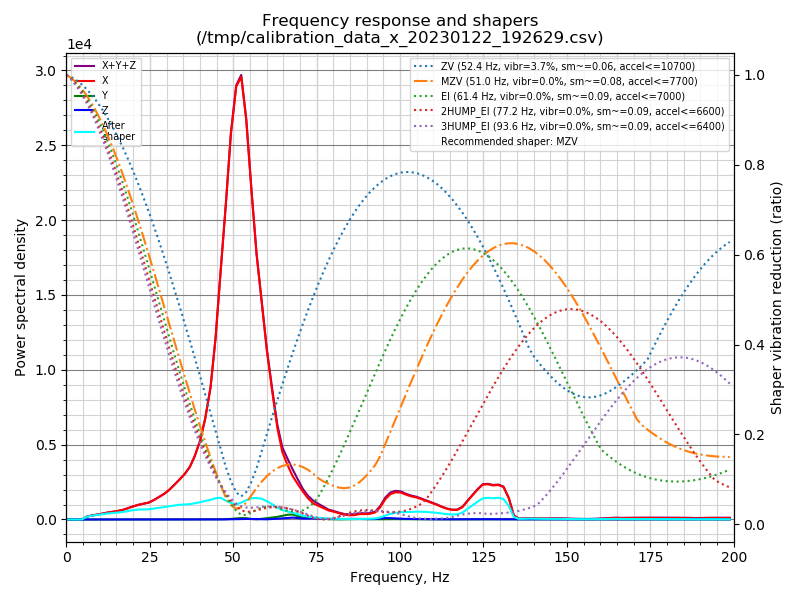 Frequency response and shapers
(/tmp/calibration_data_x_20230122_192629.csv)
1e4
X+Y+Z
X
Y
Z
After
shaper
ZV (52.4 Hz, vibr=3.7%, sm~=0.06, accel<=10700)
MZV (51.0 Hz, vibr=0.0%, sm~=0.08, accel<=7700)
EI (61.4 Hz, vibr=0.0%, sm~=0.09, accel<=7000)
2HUMP_EI (77.2 Hz, vibr=0.0%, sm~=0.09, accel<=6600)
3HUMP_EI (93.6 Hz, vibr=0.0%, sm~=0.09, accel<=6400)
Recommended shaper: MZV
Power spectral density
3.0
2.5
2.0
1.5
1.0
0.5
0.0
1.0
0.8
0.6
0.4
0.2
0.0
Shaper vibration reduction (ratio)
0 25 50 75 100 125 150 175 200
Frequency, Hz